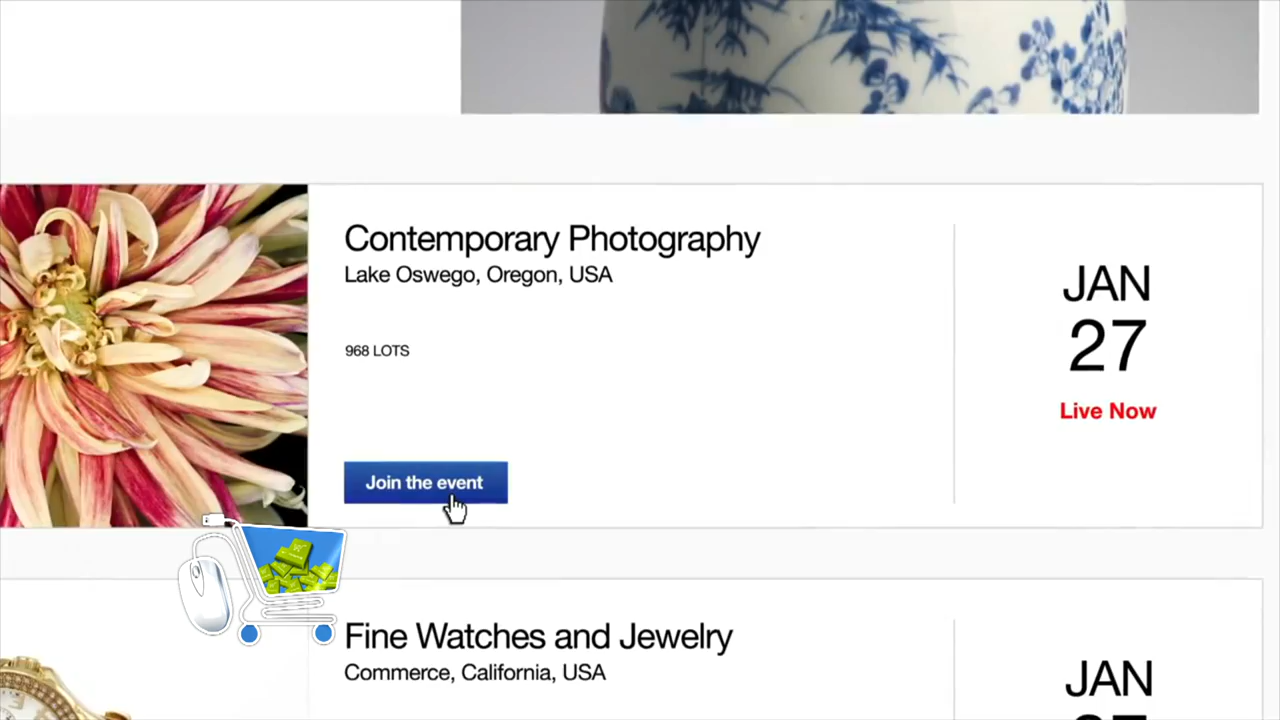 Contemporary Photography
Lake Oswego, Oregon, USA
968 LOTS
Join the event
JAN
27
Live Now
Fine Watches and Jewelry
Commerce, California, USA
JAN